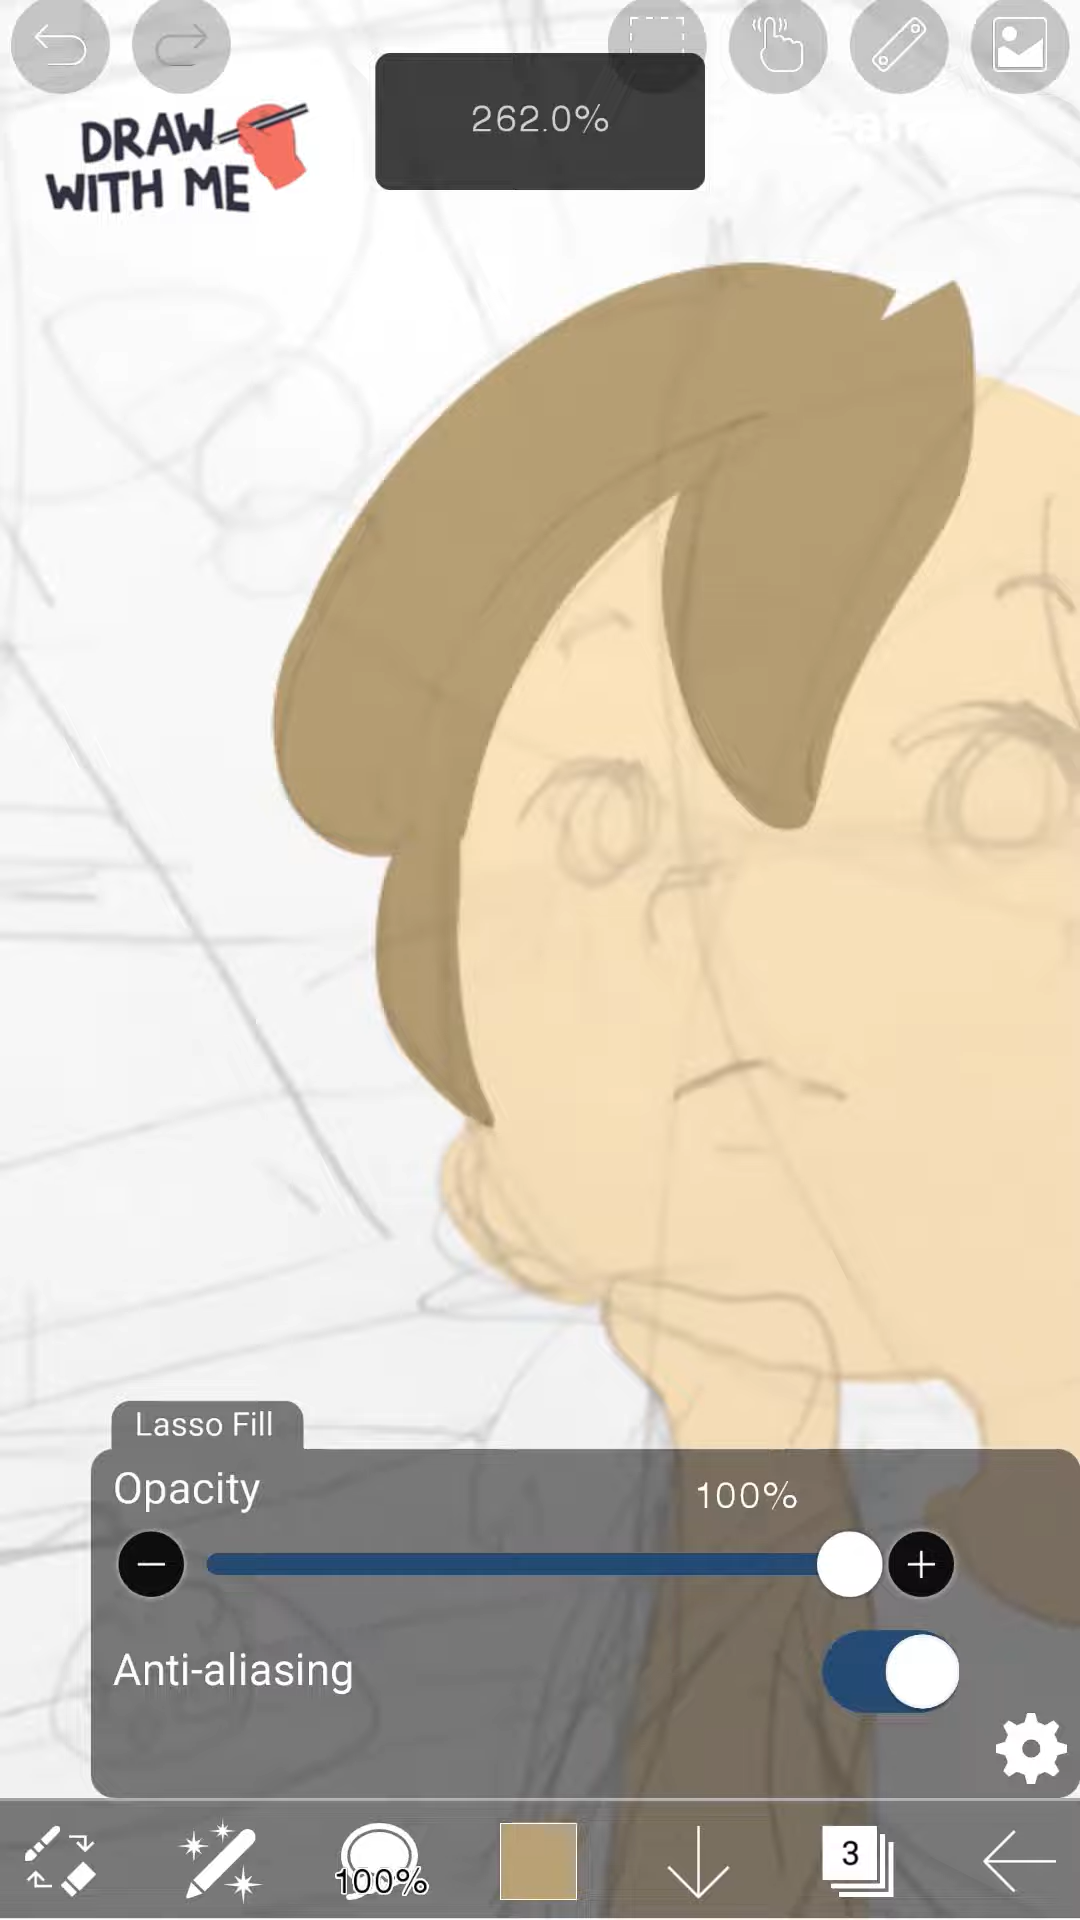 262.0%
DRAW
WITH ME
Lasso Fill
Opacity
100%
Anti-aliasing
100%
3